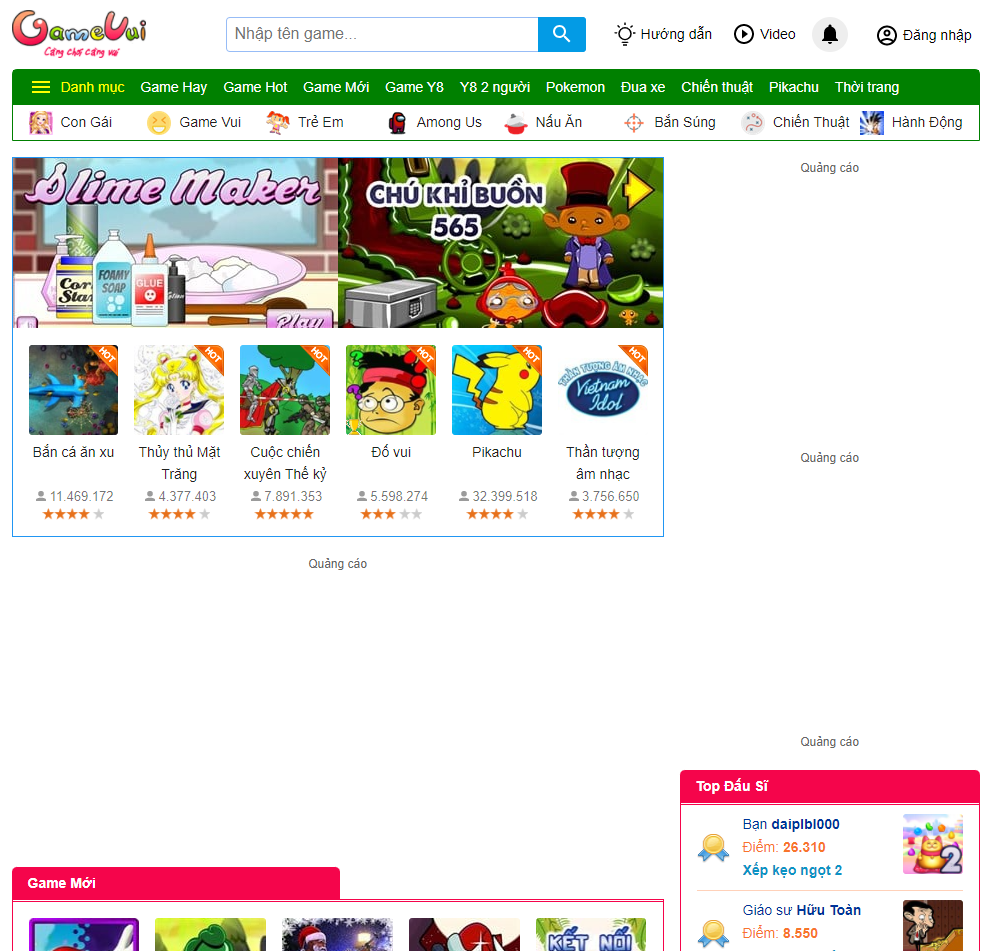 GameVui
Cùng chơi cùng vui
Nhập tên game...
Hướng dẫn
Video
Đăng nhập
Danh mục Game Hay Game Hot Game Mới Game Y8 Y8 2 người Pokemon Đua xe Chiến thuật Pikachu Thời trang
Con Gái Game Vui Trẻ Em Among Us Nấu Ăn Bắn Súng Chiến Thuật Hành Động
Slime Maker
FOAMY
SOAP
GLUE
Play
CHÚ KHỈ BUỒN
565
Quảng cáo
HOT HOT HOT HOT HOT HOT
THẦN TƯỢNG ÂM NHẠC
Vietnam
Idol
Bắn cá ăn xu
11.469.172
Thủy thủ Mặt
Trăng
4.377.403
Cuộc chiến
xuyên Thế kỷ
7.891.353
Đố vui
5.598.274
Pikachu
32.399.518
Thần tượng
âm nhạc
3.756.650
Quảng cáo
Quảng cáo
Quảng cáo
Top Đấu Sĩ
Bạn daiplbl000
Điểm: 26.310
Xếp kẹo ngọt 2
2
Giáo sư Hữu Toàn
Điểm: 8.550
Game Mới
KẾT NỐI